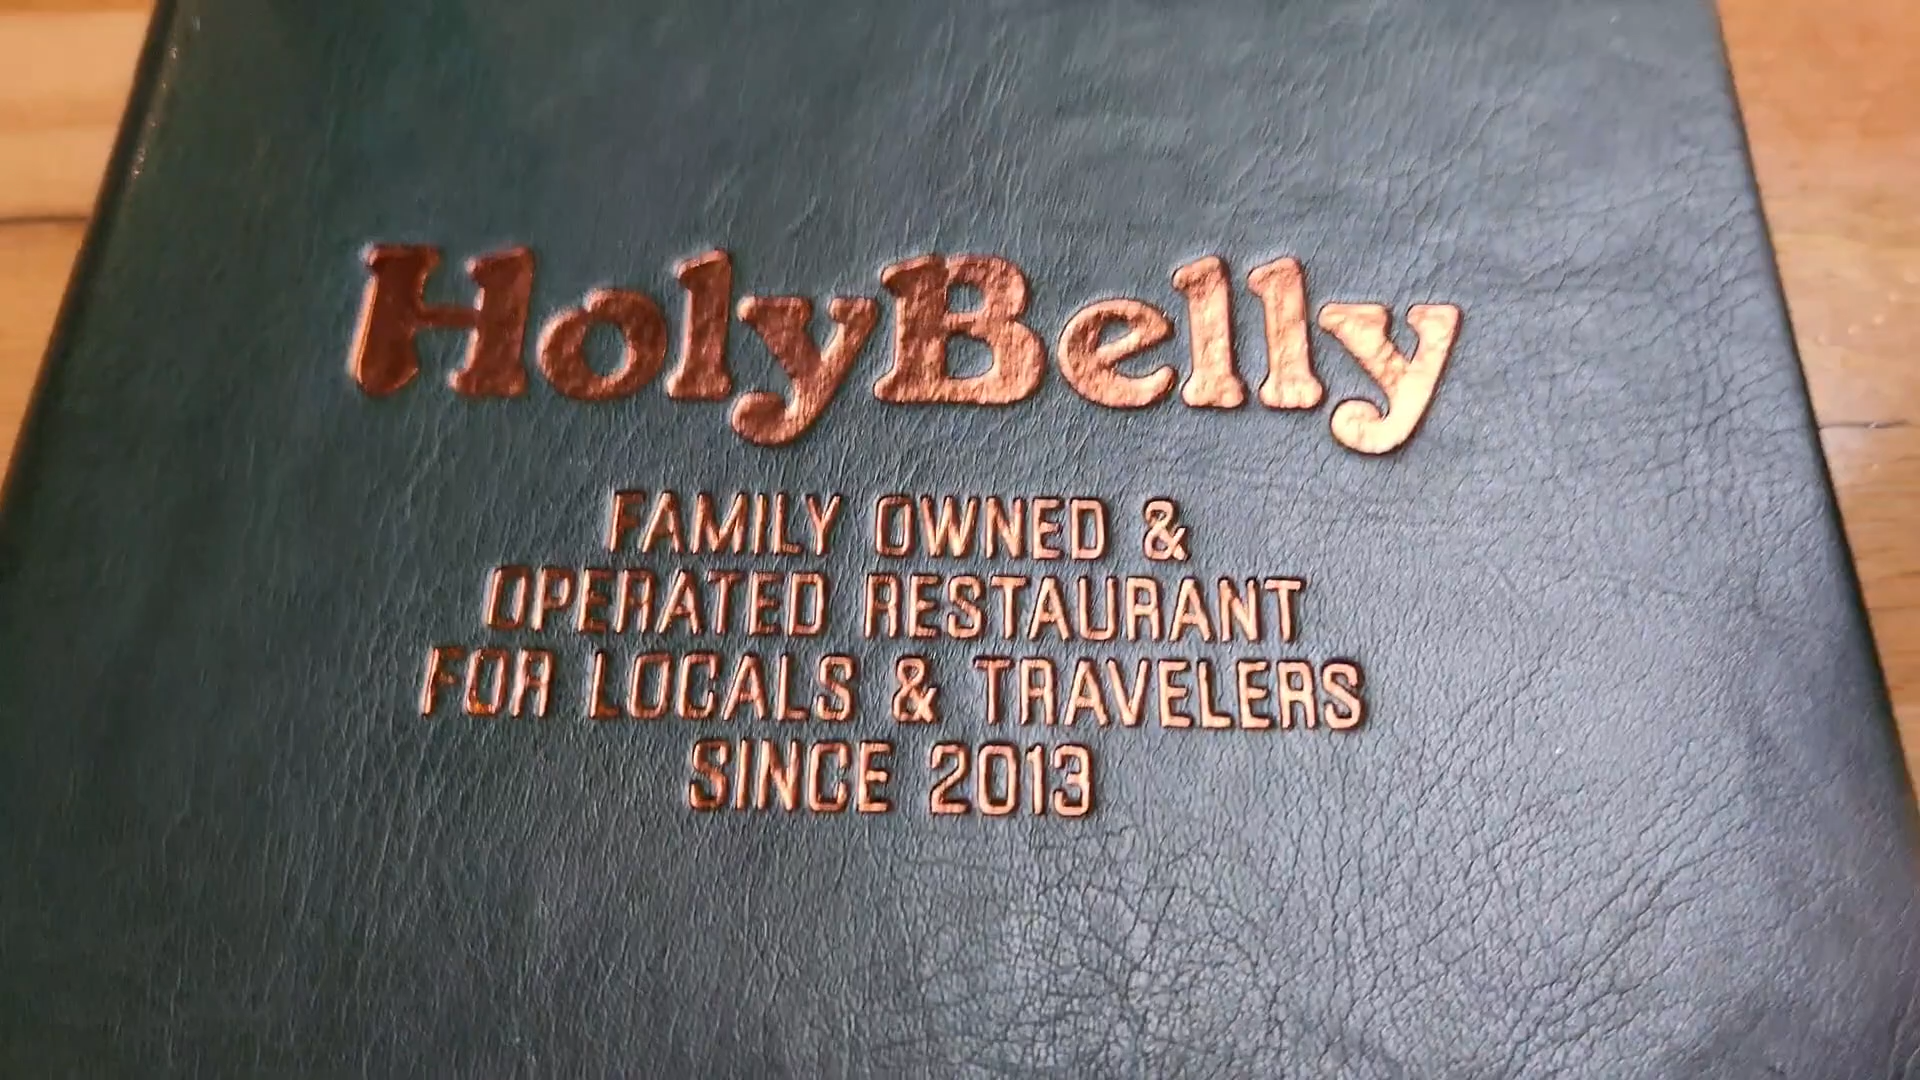 HolyBelly
FAMILY OWNED &
OPERATED RESTAURANT
FOR LOCALS & TRAVELERS
SINCE 2013